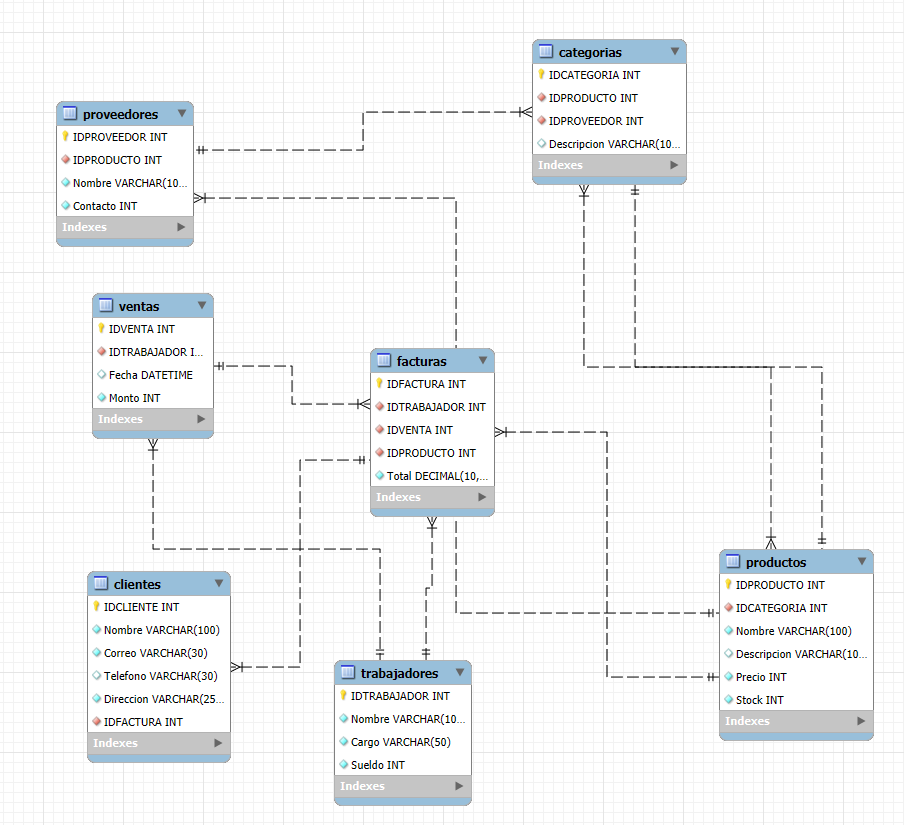 categorias
IDCATEGORIA INT
IDPRODUCTO INT
IDPROVEEDOR INT
Descripcion VARCHAR(10...
Indexes
proveedores
IDPROVEEDOR INT
IDPRODUCTO INT
Nombre VARCHAR(10...
Contacto INT
Indexes
ventas
IDVENTA INT
IDTRABAJADOR I...
Fecha DATETIME
Monto INT
Indexes
facturas
IDFACTURA INT
IDTRABAJADOR INT
IDVENTA INT
IDPRODUCTO INT
Total DECIMAL(10,...
Indexes
clientes
IDCLIENTE INT
Nombre VARCHAR(100)
Correo VARCHAR(30)
Telefono VARCHAR(30)
Direccion VARCHAR(25...
IDFACTURA INT
Indexes
trabajadores
IDTRABAJADOR INT
Nombre VARCHAR(10...
Cargo VARCHAR(50)
Sueldo INT
Indexes
productos
IDPRODUCTO INT
IDCATEGORIA INT
Nombre VARCHAR(100)
Descripcion VARCHAR(10...
Precio INT
Stock INT
Indexes